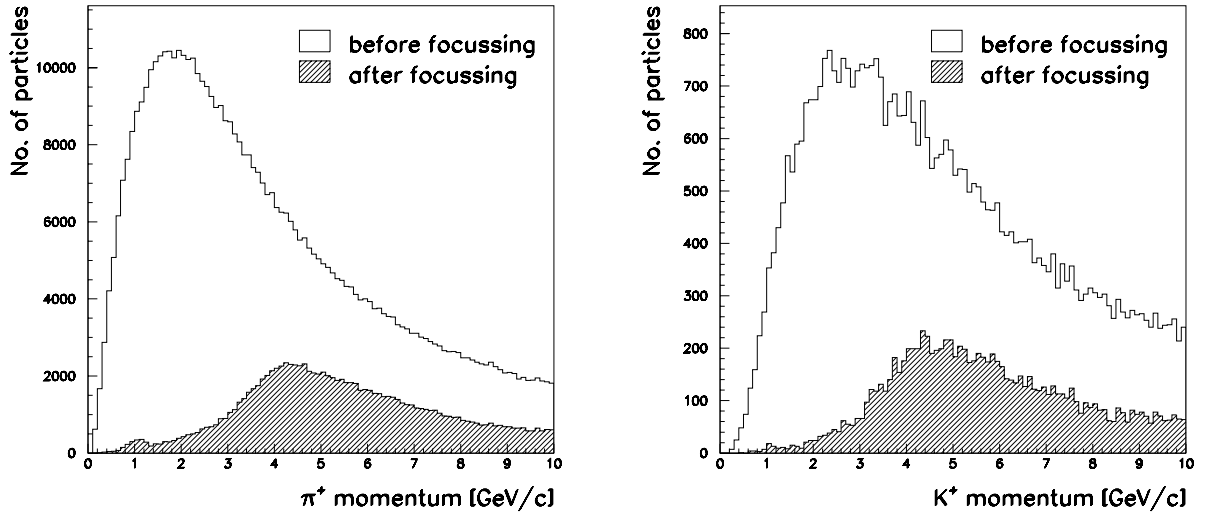 No. of particles
before focussing
after focussing
10000
8000
6000
4000
2000
0
0 1 2 3 4 5 6 7 8 9 10
π⁺ momentum [GeV/c]
No. of particles
before focussing
after focussing
800
700
600
500
400
300
200
100
0
0 1 2 3 4 5 6 7 8 9 10
K⁺ momentum [GeV/c]